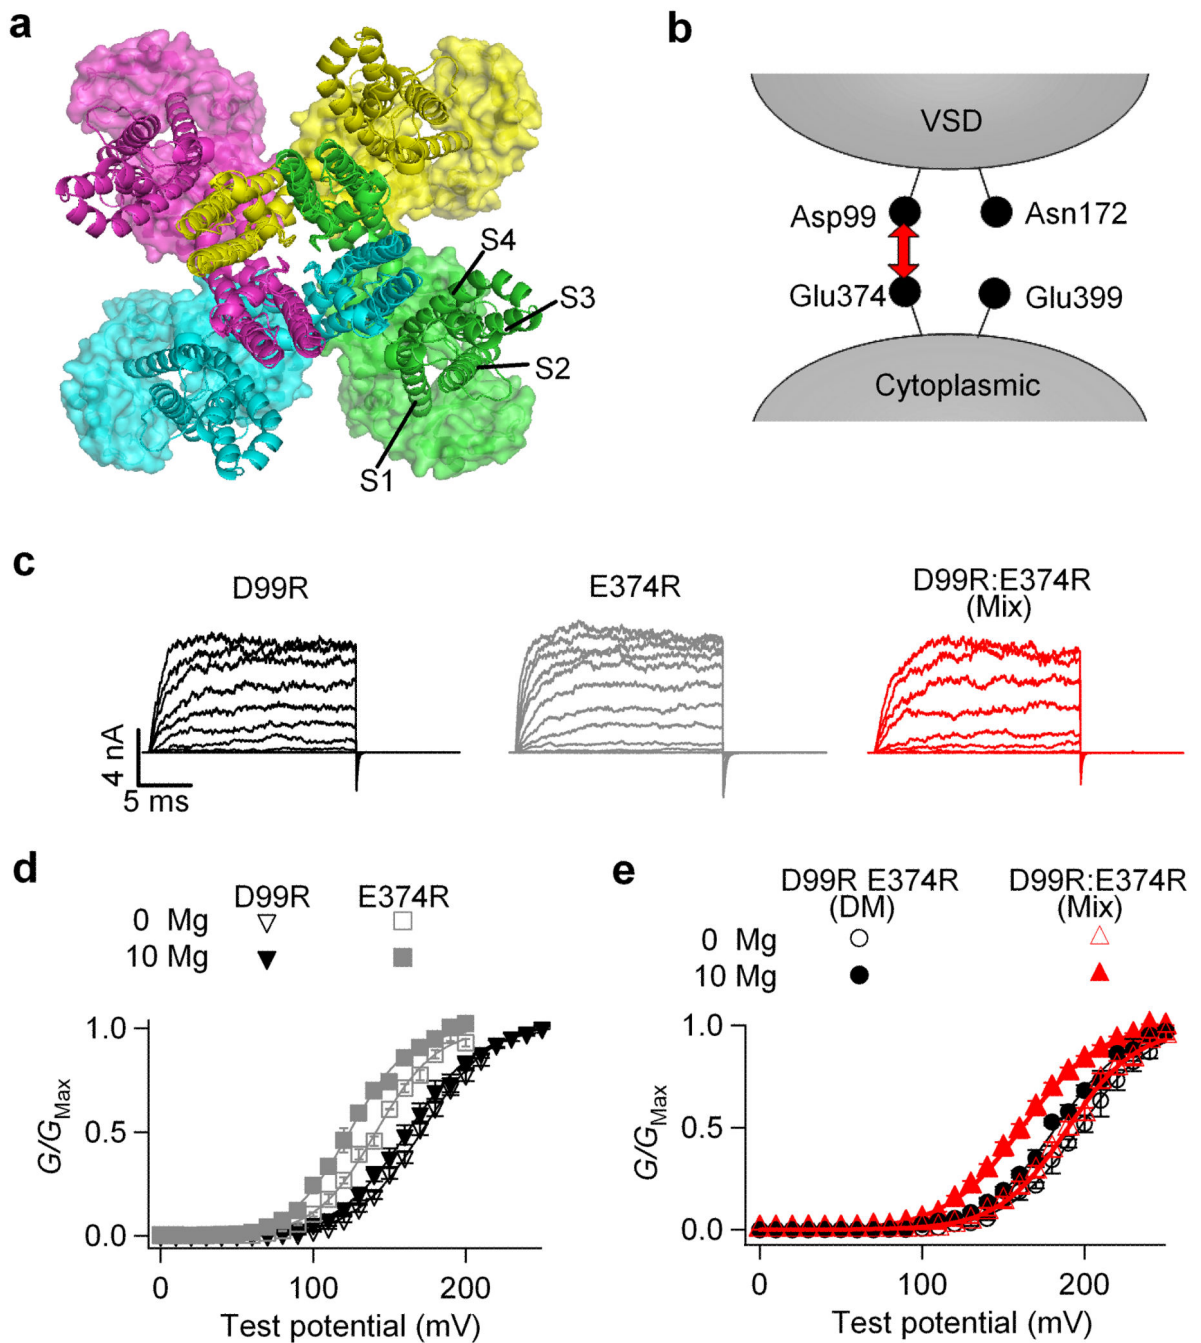 a
S4
S3
S2
S1
b
VSD
Asp99
Asn172
Glu374
Glu399
Cytoplasmic
c
D99R
E374R
D99R:E374R
(Mix)
4 nA
5 ms
d
D99R E374R
0 Mg
10 Mg
1.0
0.5
0.0
G/GMax
0 100 200
Test potential (mV)
e
D99R E374R D99R:E374R
(DM) (Mix)
0 Mg
10 Mg
1.0
0.5
0.0
G/GMax
0 100 200
Test potential (mV)